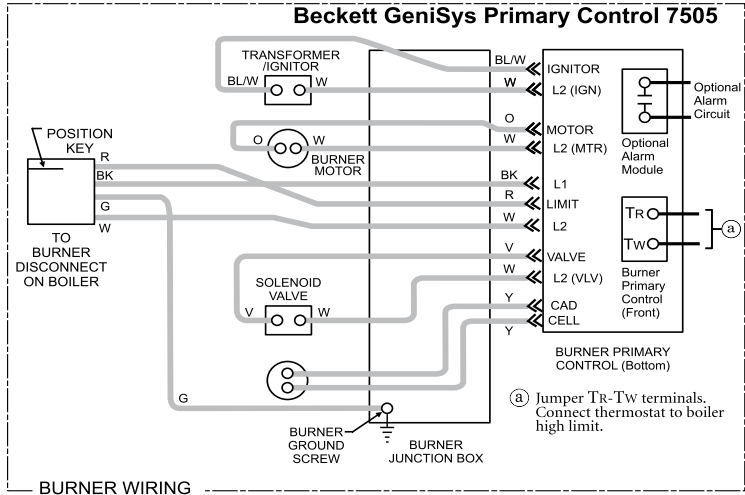 Beckett GeniSys Primary Control 7505
TRANSFORMER
/IGNITOR
BL/W
W
BL/W
IGNITOR
W
L2 (IGN)
Optional
Alarm
Circuit
O
W
BURNER
MOTOR
O
MOTOR
W
L2 (MTR)
Optional
Alarm
Module
POSITION
KEY
R
BK
G
W
TO
BURNER
DISCONNECT
ON BOILER
BK
L1
R
LIMIT
W
L2
TR
TW
a
Burner
Primary
Control
(Front)
V
VALVE
W
L2 (VLV)
SOLENOID
VALVE
V
W
Y
CAD
CELL
Y
BURNER PRIMARY
CONTROL (Bottom)
G
BURNER
GROUND
SCREW
BURNER
JUNCTION BOX
a Jumper TR-TW terminals.
Connect thermostat to boiler
high limit.
BURNER WIRING